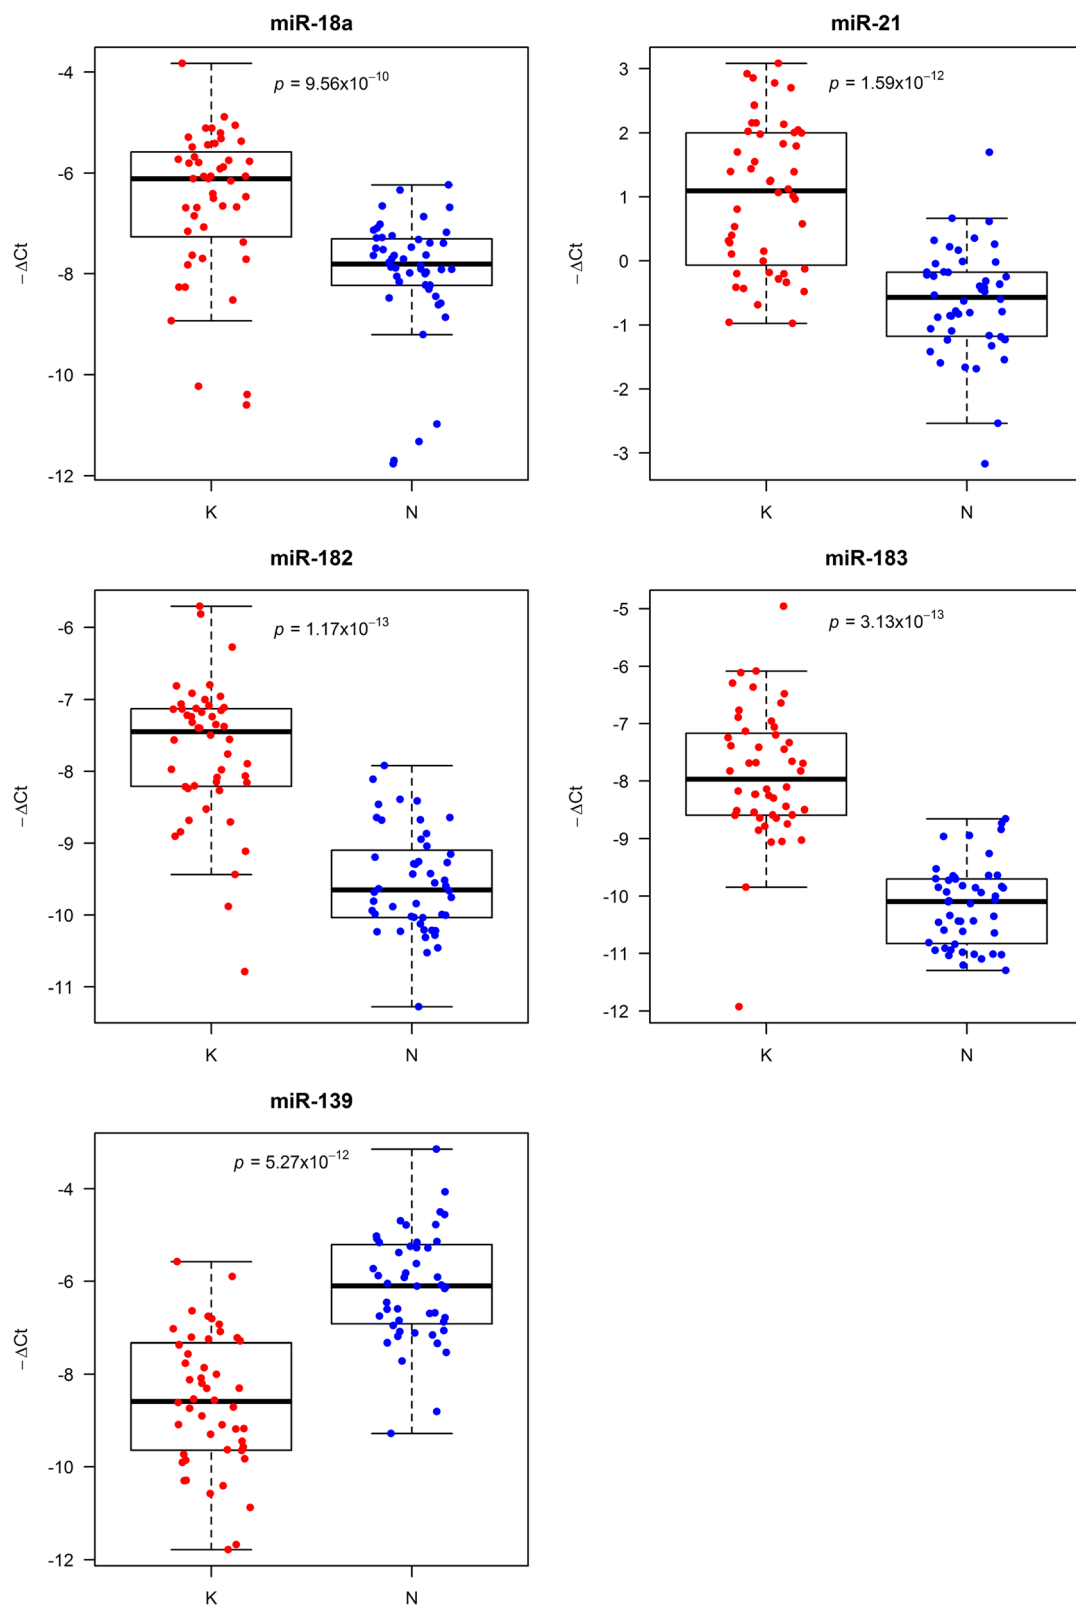 miR-18a
p = 9.56x10⁻¹⁰
-4
-6
-8
-10
-12
−ΔCt
K N
miR-21
p = 1.59x10⁻¹²
3
2
1
0
-1
-2
-3
−ΔCt
K N
miR-182
p = 1.17x10⁻¹³
-6
-7
-8
-9
-10
-11
−ΔCt
K N
miR-183
p = 3.13x10⁻¹³
-5
-6
-7
-8
-9
-10
-11
-12
−ΔCt
K N
miR-139
p = 5.27x10⁻¹²
-4
-6
-8
-10
-12
−ΔCt
K N